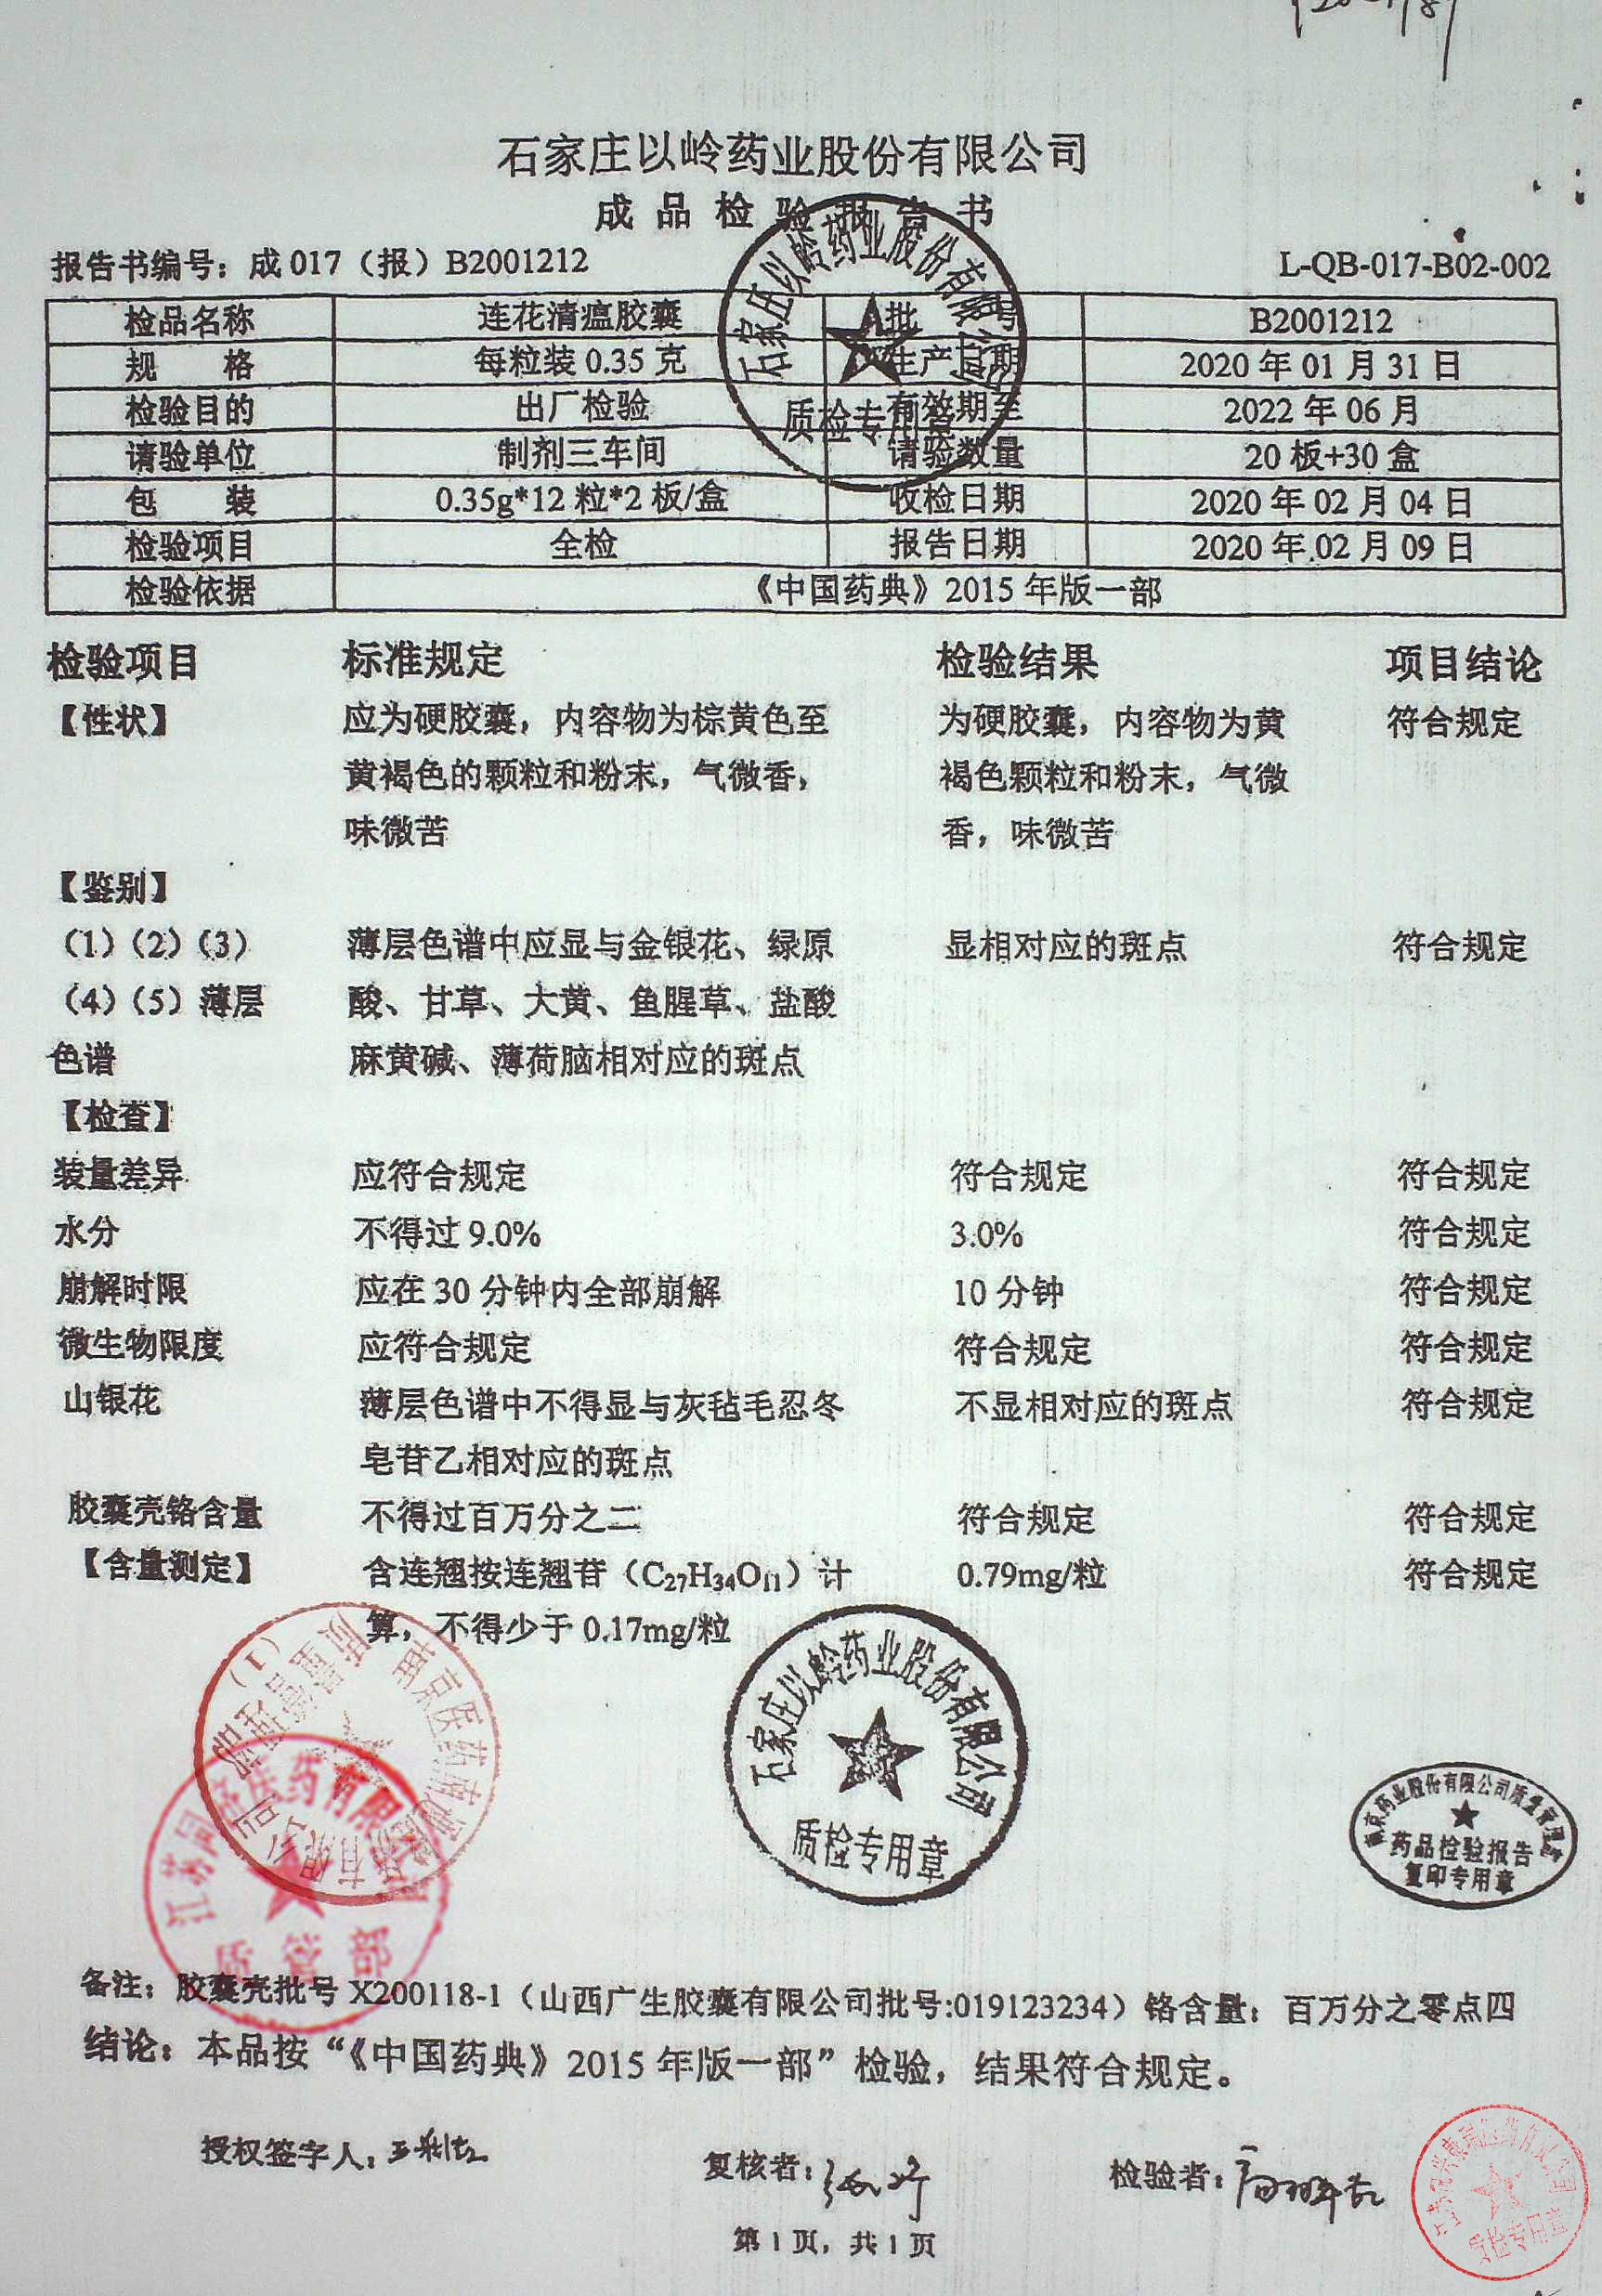 石家庄以岭药业股份有限公司
成品检验报告书
报告书编号：成017（报）B2001212 L-QB-017-B02-002
检品名称 连花清瘟胶囊 批号 B2001212
规格 每粒装0.35克 生产日期 2020年01月31日
检验目的 出厂检验 有效期至 2022年06月
请验单位 制剂三车间 请验数量 20板+30盒
包装 0.35g*12粒*2板/盒 收检日期 2020年02月04日
检验项目 全检 报告日期 2020年02月09日
检验依据 《中国药典》2015年版一部
石家庄以岭药业股份有限公司
质检专用章
检验项目 标准规定 检验结果 项目结论
【性状】 应为硬胶囊，内容物为棕黄色至 为硬胶囊，内容物为黄 符合规定
黄褐色的颗粒和粉末，气微香， 褐色颗粒和粉末，气微
味微苦 香，味微苦
【鉴别】
（1）（2）（3） 薄层色谱中应显与金银花、绿原 显相对应的斑点 符合规定
（4）（5）薄层 酸、甘草、大黄、鱼腥草、盐酸
色谱 麻黄碱、薄荷脑相对应的斑点
【检查】
装量差异 应符合规定 符合规定 符合规定
水分 不得过9.0% 3.0% 符合规定
崩解时限 应在30分钟内全部崩解 10分钟 符合规定
微生物限度 应符合规定 符合规定 符合规定
山银花 薄层色谱中不得显与灰毡毛忍冬 不显相对应的斑点 符合规定
皂苷乙相对应的斑点
胶囊壳铬含量 不得过百万分之二 符合规定 符合规定
【含量测定】 含连翘按连翘苷（C27H34O11）计 0.79mg/粒 符合规定
算，不得少于0.17mg/粒
石家庄以岭药业股份有限公司
质检专用章
药品检验报告
复印专用章
备注：胶囊壳批号X200118-1（山西广生胶囊有限公司批号:019123234）铬含量：百万分之零点四
结论：本品按“《中国药典》2015年版一部”检验，结果符合规定。
授权签字人： 复核者： 检验者：
第1页，共1页